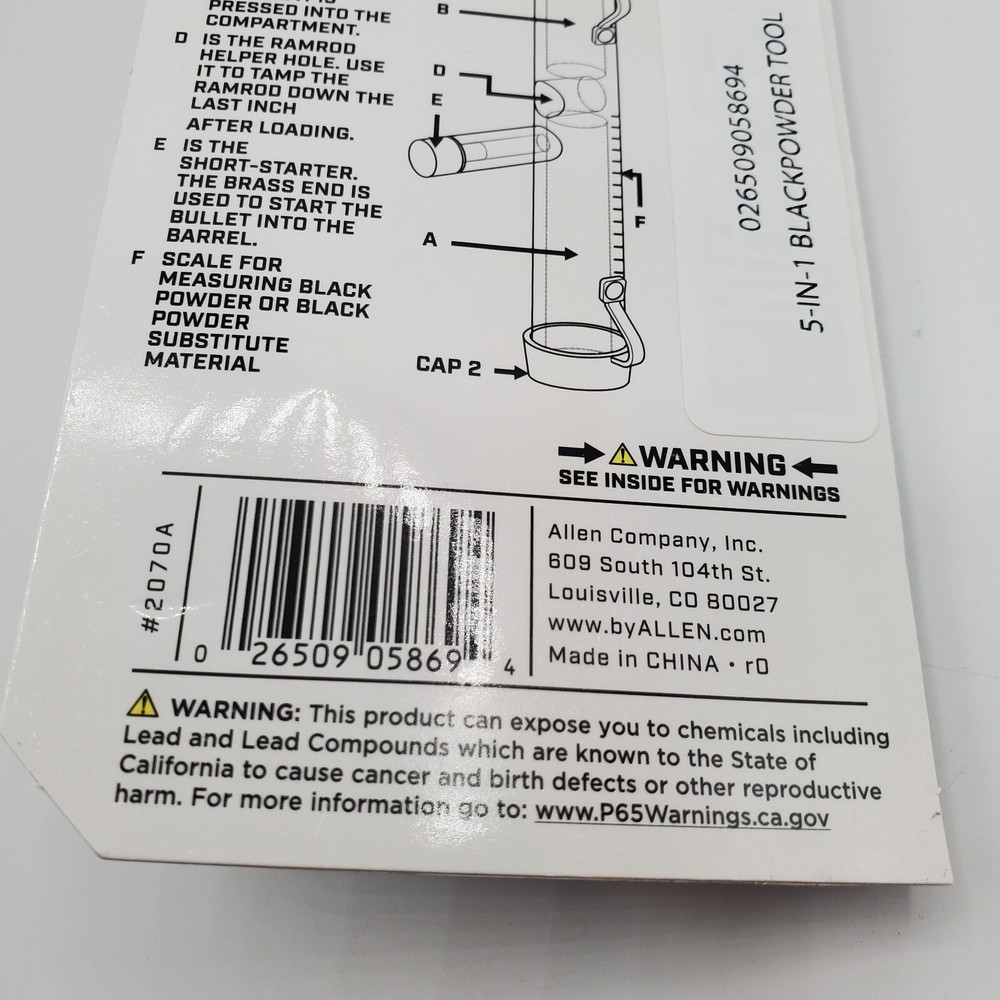 PRESSED INTO THE
COMPARTMENT.
D IS THE RAMROD
HELPER HOLE. USE
IT TO TAMP THE
RAMROD DOWN THE
LAST INCH
AFTER LOADING.
E IS THE
SHORT-STARTER.
THE BRASS END IS
USED TO START THE
BULLET INTO THE
BARREL.
F SCALE FOR
MEASURING BLACK
POWDER OR BLACK
POWDER
SUBSTITUTE
MATERIAL
B
D
E
F
A
CAP 2
026509058694
5-IN-1 BLACKPOWDER TOOL
WARNING
SEE INSIDE FOR WARNINGS
#2070A
0 26509 05869 4
Allen Company, Inc.
609 South 104th St.
Louisville, CO 80027
www.byALLEN.com
Made in CHINA • r0
WARNING: This product can expose you to chemicals including
Lead and Lead Compounds which are known to the State of
California to cause cancer and birth defects or other reproductive
harm. For more information go to: www.P65Warnings.ca.gov